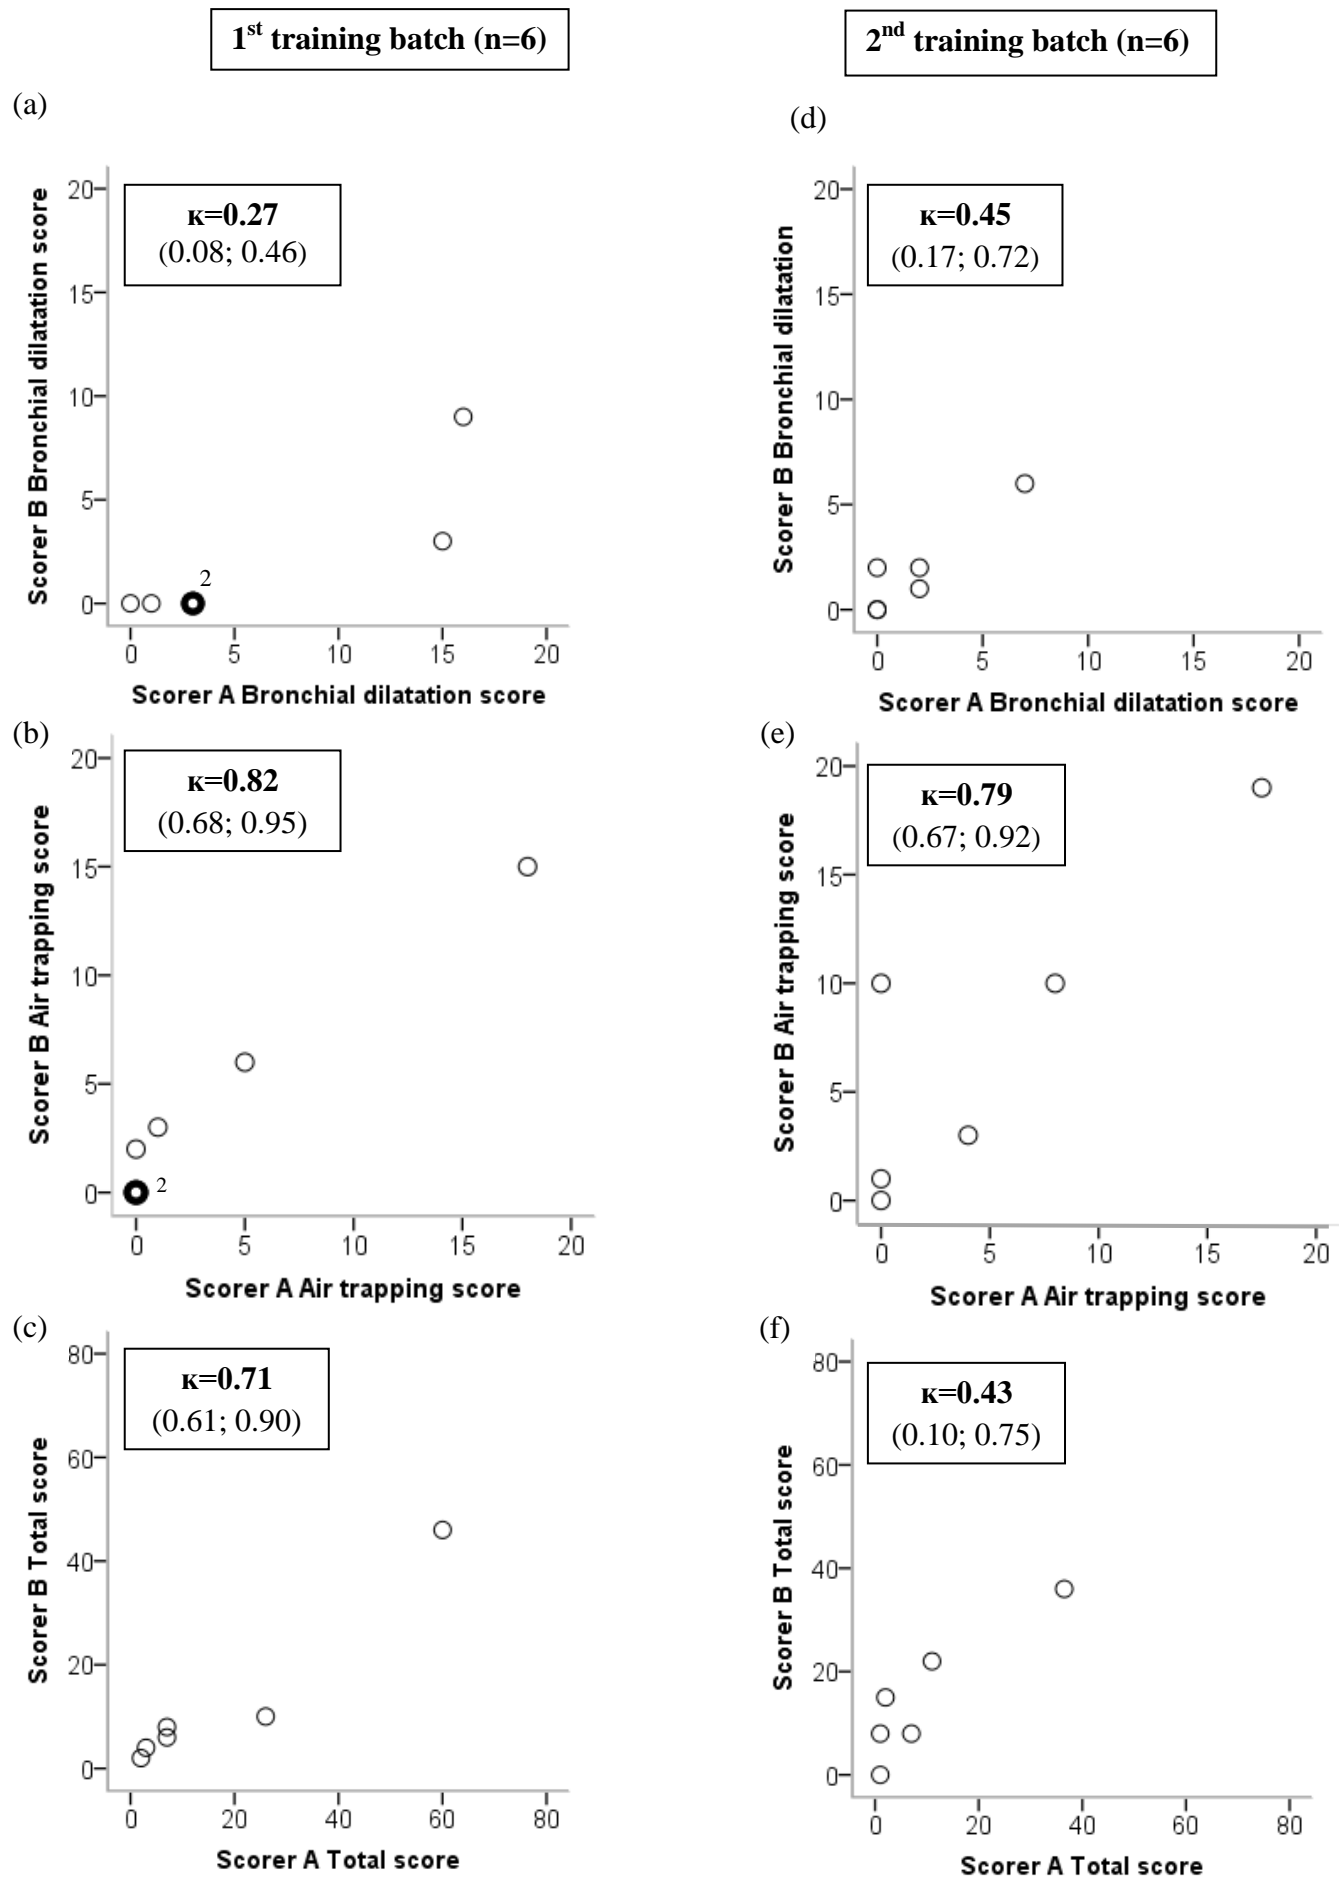 1st training batch (n=6)
2nd training batch (n=6)
(a)
κ=0.27
(0.08; 0.46)
Scorer B Bronchial dilatation score
20
15
10
5
0
2
0 5 10 15 20
Scorer A Bronchial dilatation score
(d)
κ=0.45
(0.17; 0.72)
Scorer B Bronchial dilatation
20
15
10
5
0
0 5 10 15 20
Scorer A Bronchial dilatation score
(b)
κ=0.82
(0.68; 0.95)
Scorer B Air trapping score
20
15
10
5
0
2
0 5 10 15 20
Scorer A Air trapping score
(e)
κ=0.79
(0.67; 0.92)
Scorer B Air trapping score
20
15
10
5
0
0 5 10 15 20
Scorer A Air trapping score
(c)
κ=0.71
(0.61; 0.90)
Scorer B Total score
80
60
40
20
0
0 20 40 60 80
Scorer A Total score
(f)
κ=0.43
(0.10; 0.75)
Scorer B Total score
80
60
40
20
0
0 20 40 60 80
Scorer A Total score